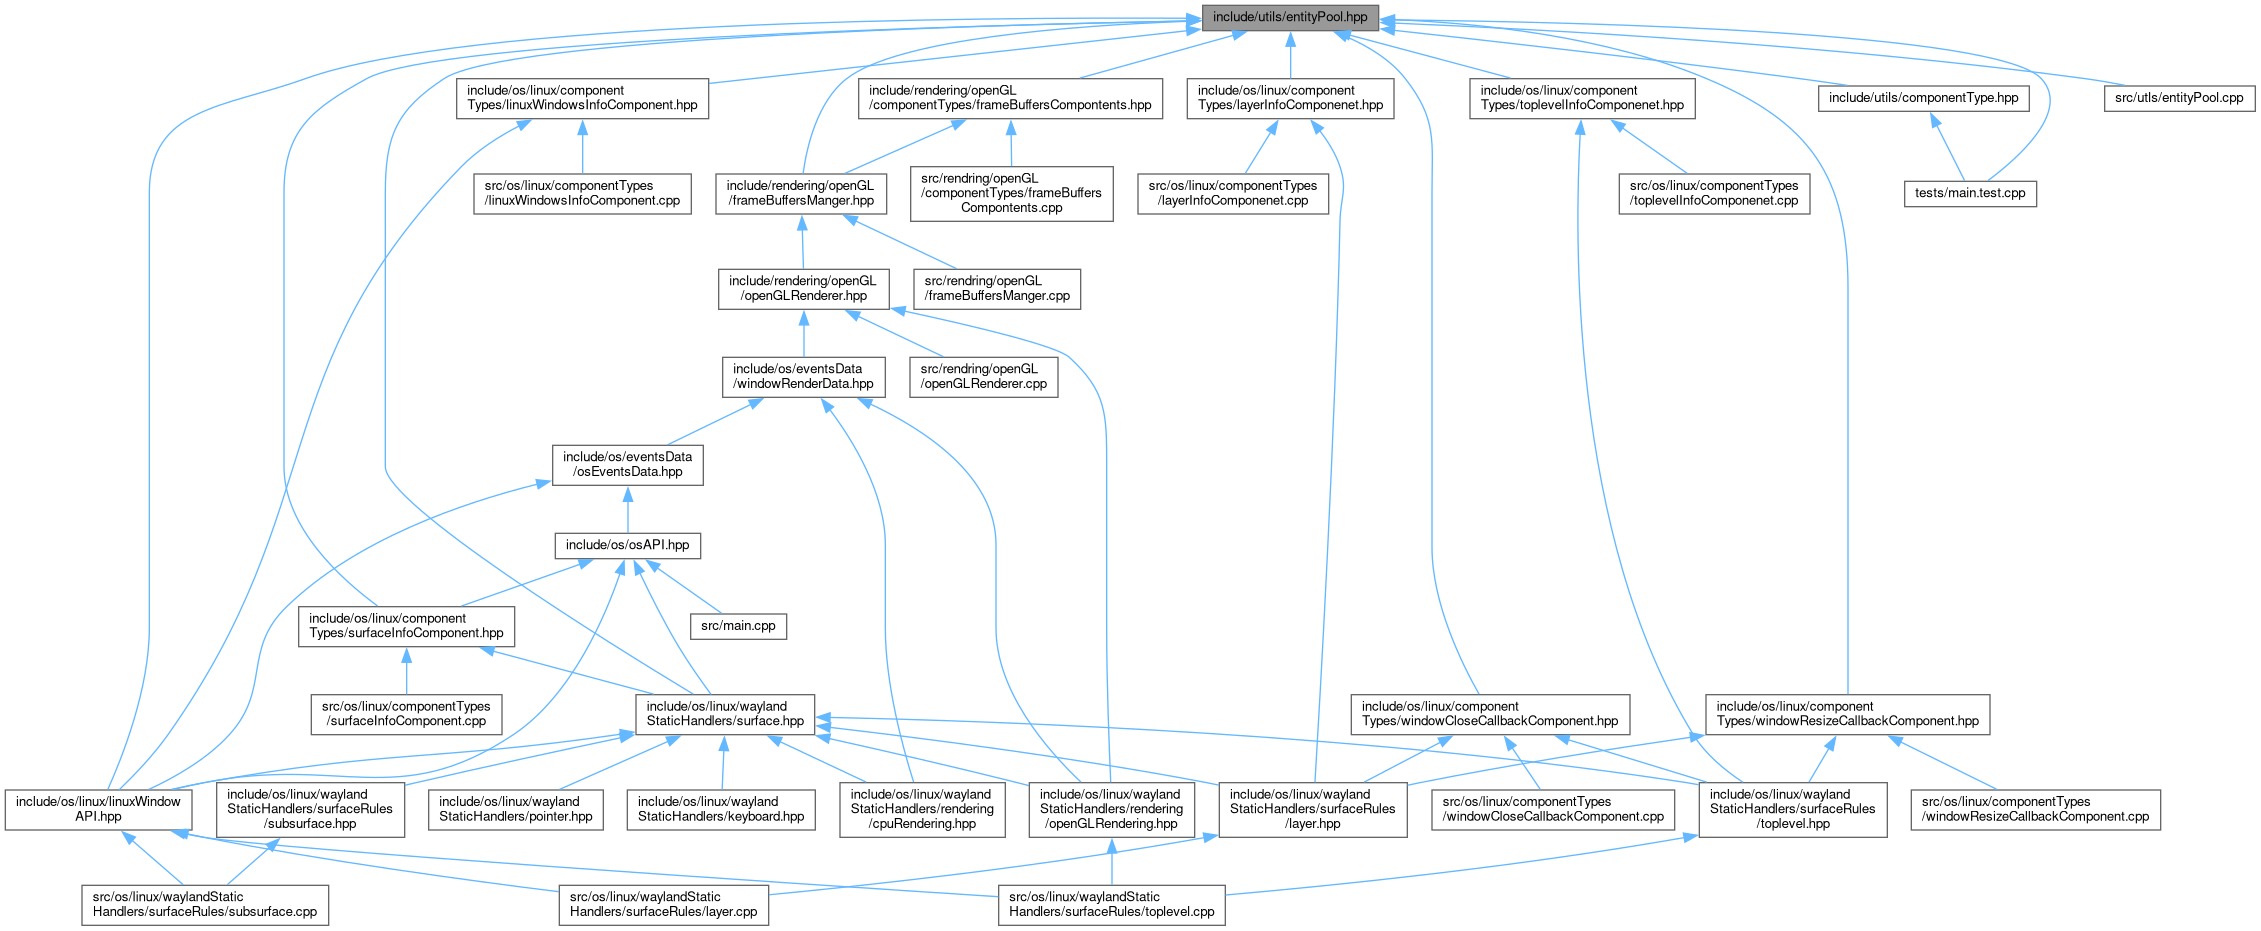 include/utils/entityPool.hpp
include/os/linux/component
Types/linuxWindowsInfoComponent.hpp
include/rendering/openGL
/componentTypes/frameBuffersCompontents.hpp
include/os/linux/component
Types/layerInfoComponenet.hpp
include/os/linux/component
Types/toplevelInfoComponenet.hpp
include/utils/componentType.hpp
src/utls/entityPool.cpp
src/os/linux/componentTypes
/linuxWindowsInfoComponent.cpp
include/rendering/openGL
/frameBuffersManger.hpp
src/rendring/openGL
/componentTypes/frameBuffers
Compontents.cpp
src/os/linux/componentTypes
/layerInfoComponenet.cpp
src/os/linux/componentTypes
/toplevelInfoComponenet.cpp
tests/main.test.cpp
include/rendering/openGL
/openGLRenderer.hpp
src/rendring/openGL
/frameBuffersManger.cpp
include/os/eventsData
/windowRenderData.hpp
src/rendring/openGL
/openGLRenderer.cpp
include/os/eventsData
/osEventsData.hpp
include/os/osAPI.hpp
include/os/linux/component
Types/surfaceInfoComponent.hpp
src/main.cpp
src/os/linux/componentTypes
/surfaceInfoComponent.cpp
include/os/linux/wayland
StaticHandlers/surface.hpp
include/os/linux/component
Types/windowCloseCallbackComponent.hpp
include/os/linux/component
Types/windowResizeCallbackComponent.hpp
include/os/linux/linuxWindow
API.hpp
include/os/linux/wayland
StaticHandlers/surfaceRules
/subsurface.hpp
include/os/linux/wayland
StaticHandlers/pointer.hpp
include/os/linux/wayland
StaticHandlers/keyboard.hpp
include/os/linux/wayland
StaticHandlers/rendering
/cpuRendering.hpp
include/os/linux/wayland
StaticHandlers/rendering
/openGLRendering.hpp
include/os/linux/wayland
StaticHandlers/surfaceRules
/layer.hpp
src/os/linux/componentTypes
/windowCloseCallbackComponent.cpp
include/os/linux/wayland
StaticHandlers/surfaceRules
/toplevel.hpp
src/os/linux/componentTypes
/windowResizeCallbackComponent.cpp
src/os/linux/waylandStatic
Handlers/surfaceRules/subsurface.cpp
src/os/linux/waylandStatic
Handlers/surfaceRules/layer.cpp
src/os/linux/waylandStatic
Handlers/surfaceRules/toplevel.cpp